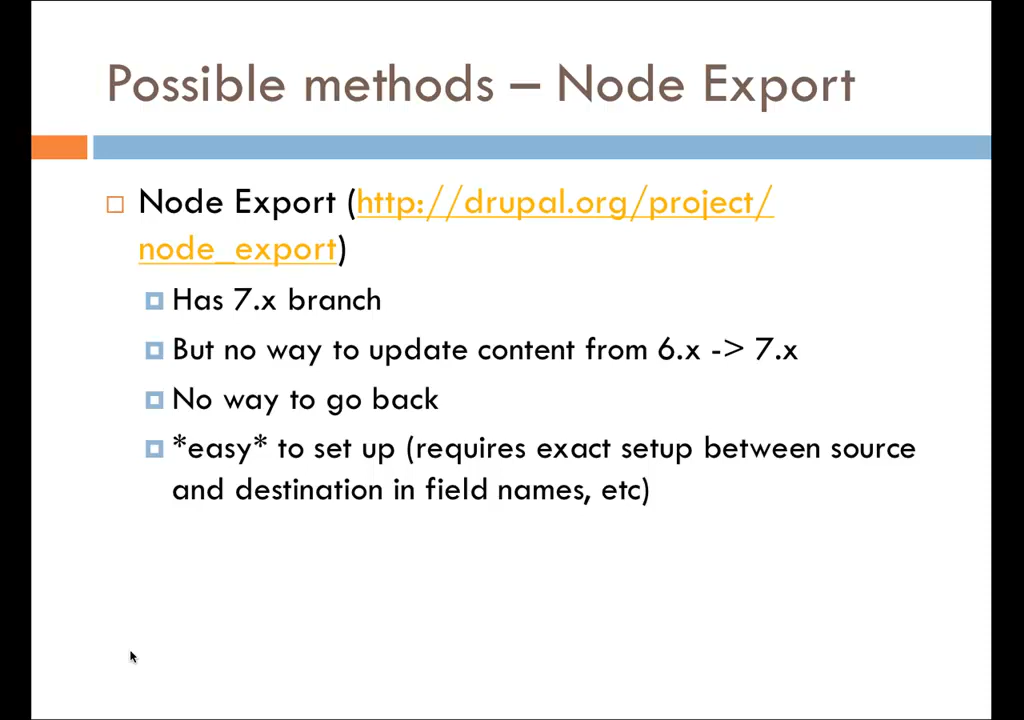 Possible methods – Node Export
Node Export (http://drupal.org/project/
node_export)
Has 7.x branch
But no way to update content from 6.x -> 7.x
No way to go back
*easy* to set up (requires exact setup between source
and destination in field names, etc)